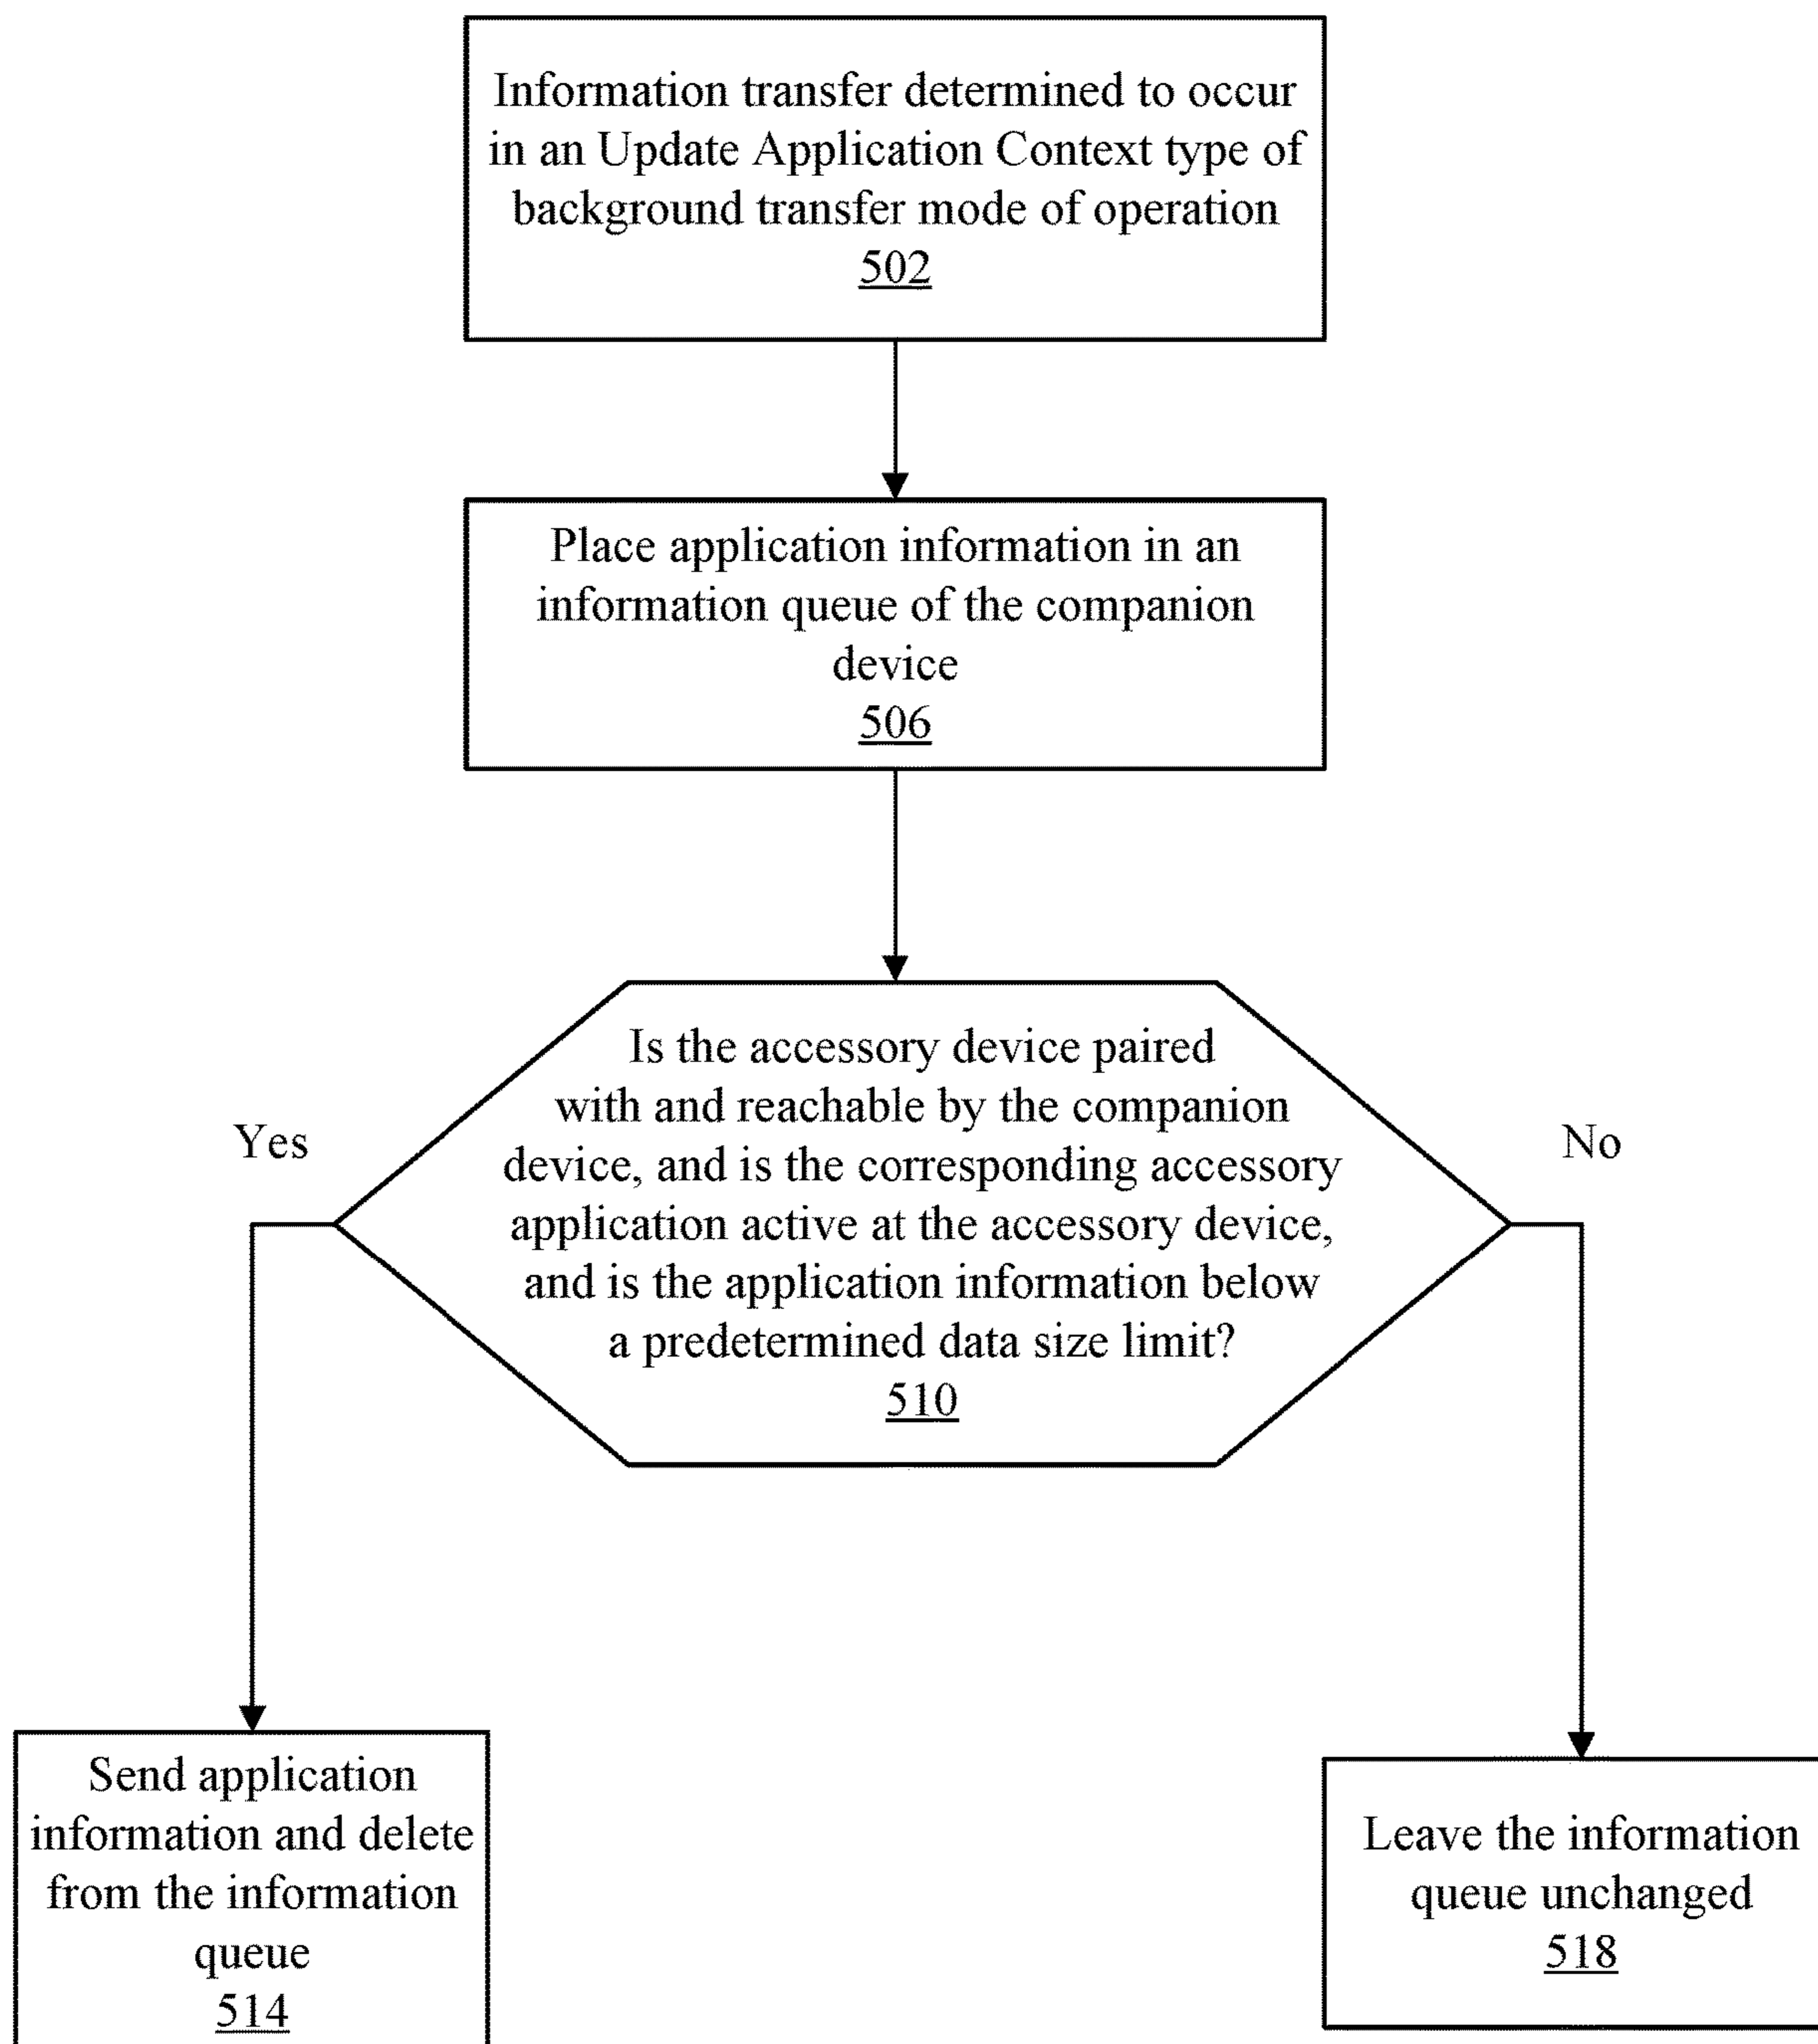 Information transfer determined to occur
in an Update Application Context type of
background transfer mode of operation
502
Place application information in an
information queue of the companion
device
506
Is the accessory device paired
with and reachable by the companion
device, and is the corresponding accessory
application active at the accessory device,
and is the application information below
a predetermined data size limit?
510
Yes
No
Send application
information and delete
from the information
queue
514
Leave the information
queue unchanged
518